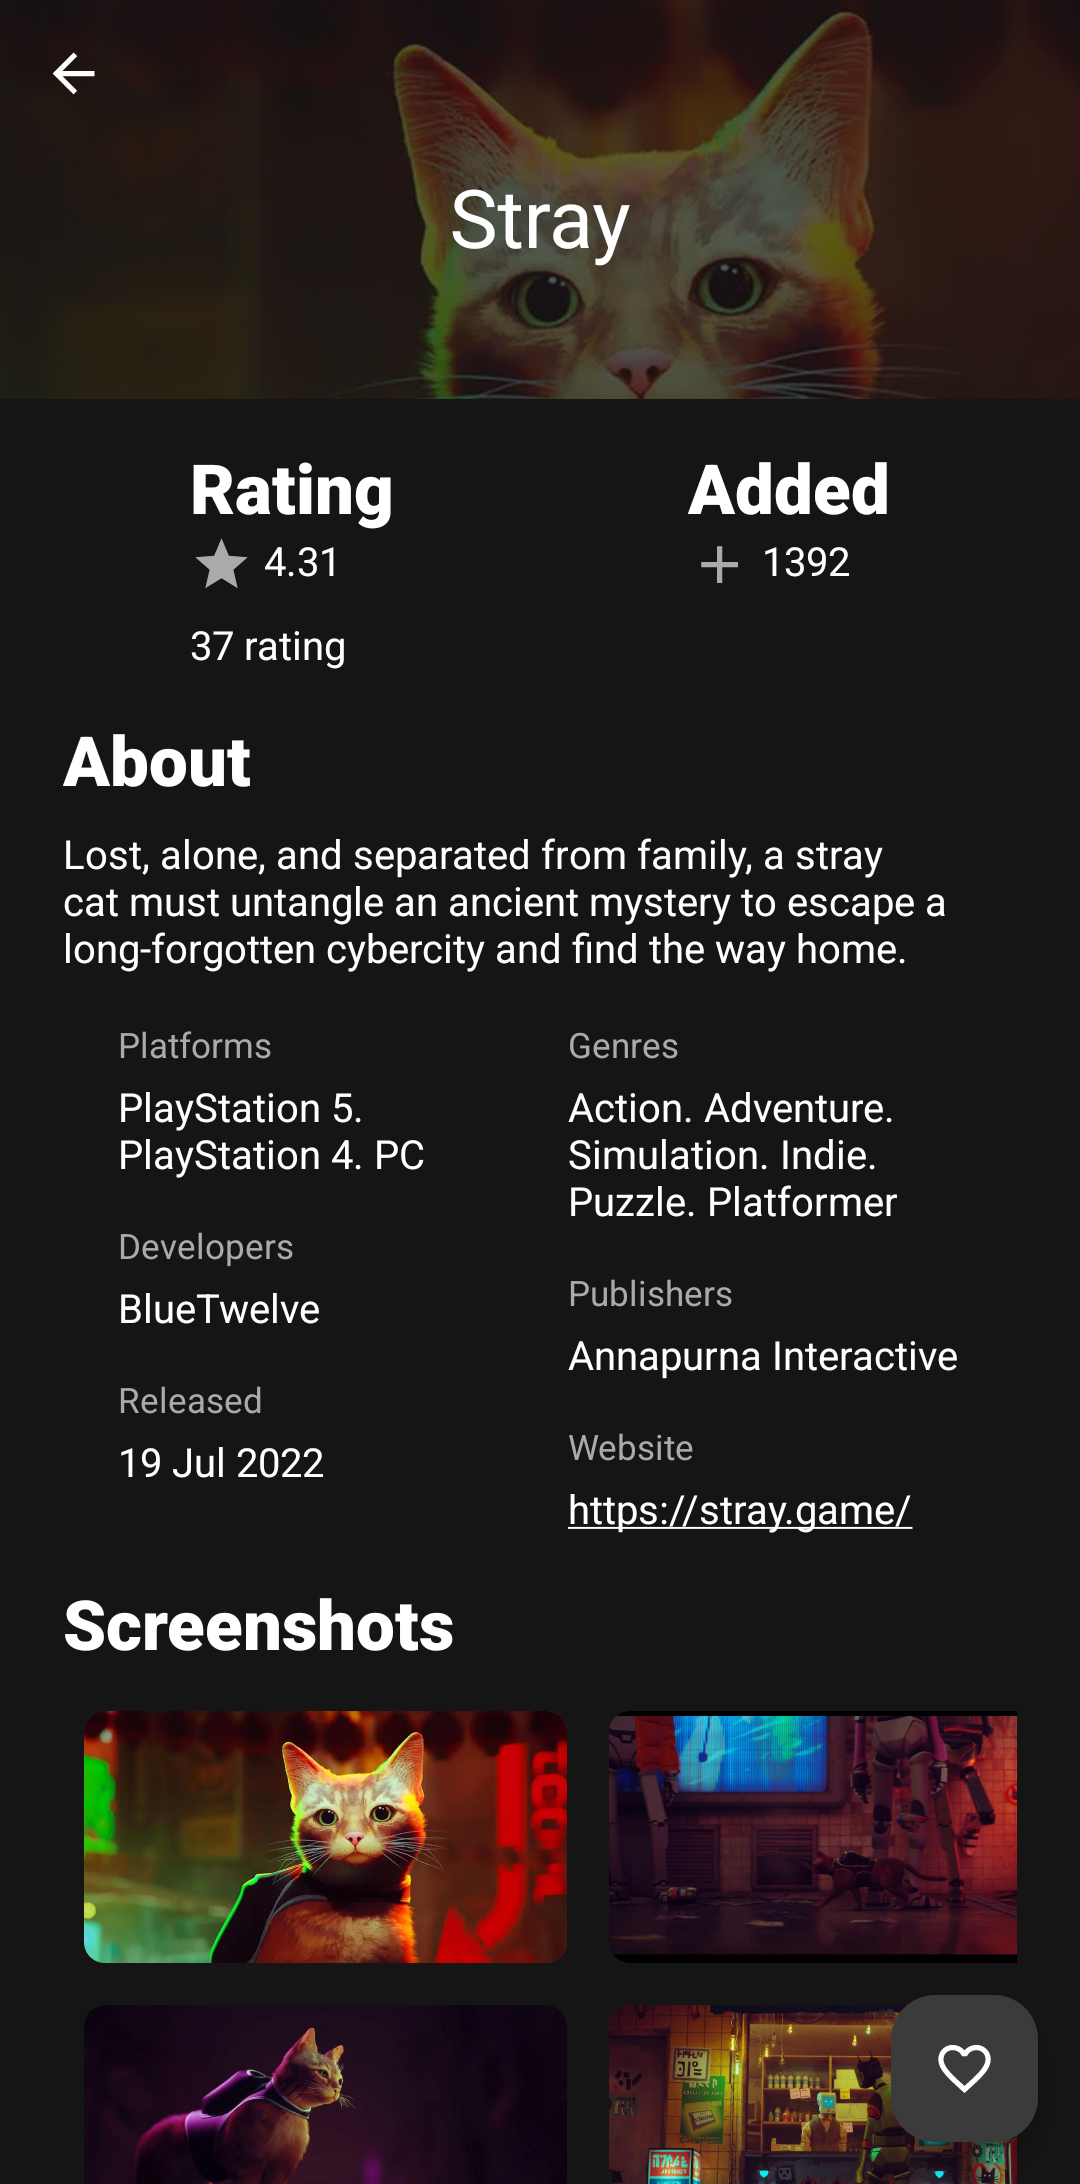 Stray
Rating
Added
4.31
1392
37 rating
About
Lost, alone, and separated from family, a stray
cat must untangle an ancient mystery to escape a
long-forgotten cybercity and find the way home.
Platforms
PlayStation 5.
PlayStation 4. PC
Developers
BlueTwelve
Released
19 Jul 2022
Genres
Action. Adventure.
Simulation. Indie.
Puzzle. Platformer
Publishers
Annapurna Interactive
Website
https://stray.game/
Screenshots